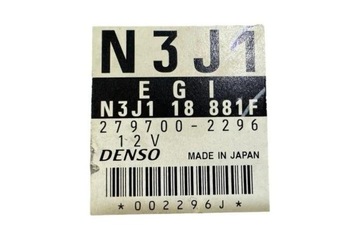 N3J1
EGI
N3J1 18 881F
279700-2296
12V
DENSO MADE IN JAPAN
*002296J*